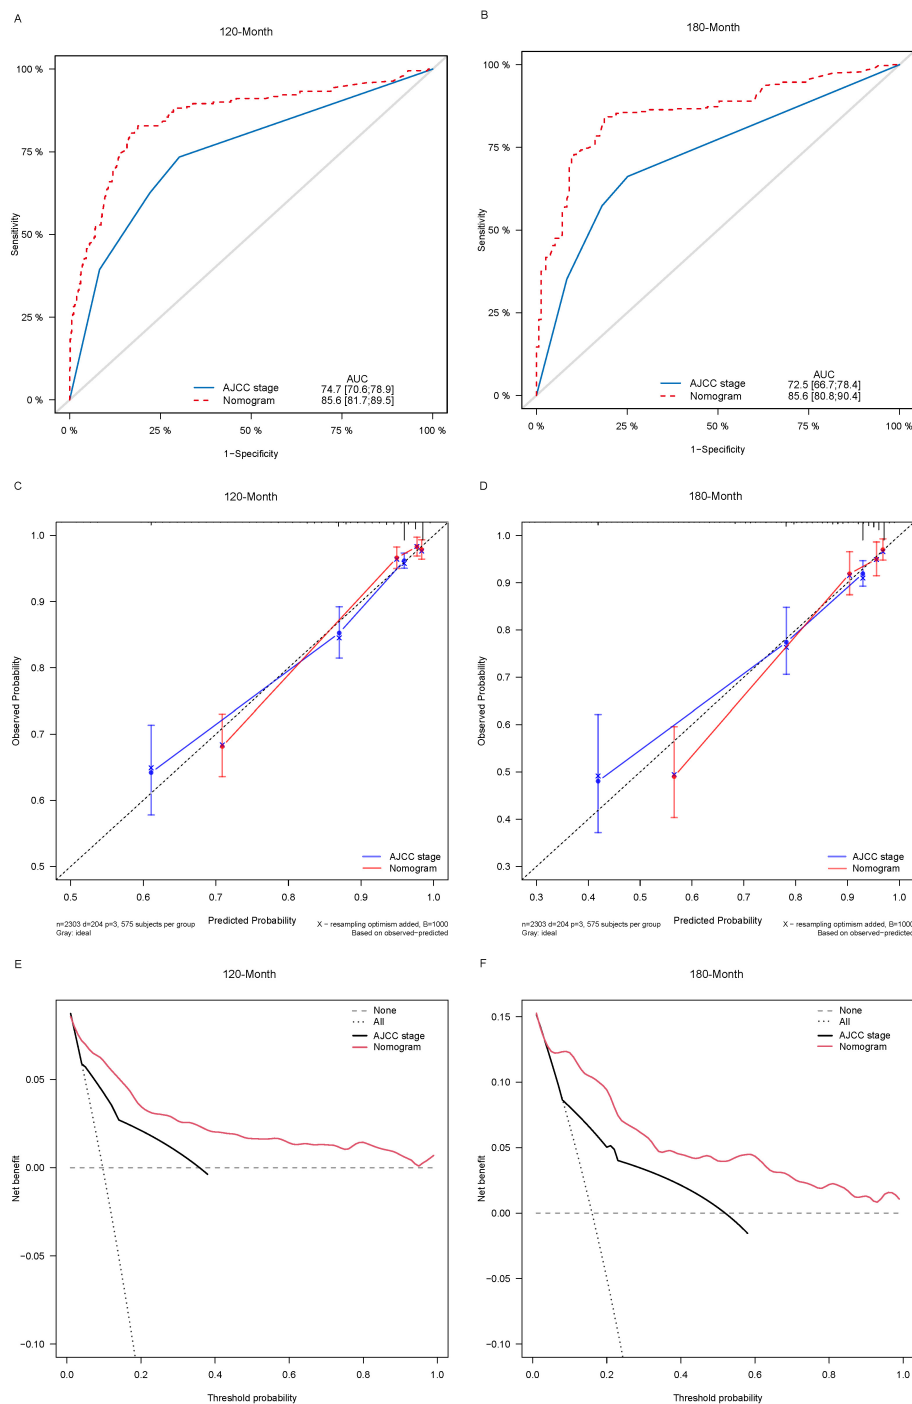 A
120-Month
100 %
75 %
50 %
25 %
0 %
Sensitivity
AUC
AJCC stage 74.7 [70.6;78.9]
Nomogram 85.6 [81.7;89.5]
0 % 25 % 50 % 75 % 100 %
1−Specificity
B
180-Month
100 %
75 %
50 %
25 %
0 %
Sensitivity
AUC
AJCC stage 72.5 [66.7;78.4]
Nomogram 85.6 [80.8;90.4]
0 % 25 % 50 % 75 % 100 %
1−Specificity
C
120-Month
1.0
0.9
0.8
0.7
0.6
0.5
Observed Probability
AJCC stage
Nomogram
0.5 0.6 0.7 0.8 0.9 1.0
Predicted Probability
n=2303 d=204 p=3, 575 subjects per group
Gray: ideal
X − resampling optimism added, B=1000
Based on observed−predicted
D
180-Month
1.0
0.9
0.8
0.7
0.6
0.5
0.4
0.3
Observed Probability
AJCC stage
Nomogram
0.3 0.4 0.5 0.6 0.7 0.8 0.9 1.0
Predicted Probability
n=2303 d=204 p=3, 575 subjects per group
Gray: ideal
X − resampling optimism added, B=1000
Based on observed−predicted
E
120-Month
None
All
AJCC stage
Nomogram
0.05
0.00
−0.05
−0.10
Net benefit
0.0 0.2 0.4 0.6 0.8 1.0
Threshold probability
F
180-Month
None
All
AJCC stage
Nomogram
0.15
0.10
0.05
0.00
−0.05
−0.10
Net benefit
0.0 0.2 0.4 0.6 0.8 1.0
Threshold probability